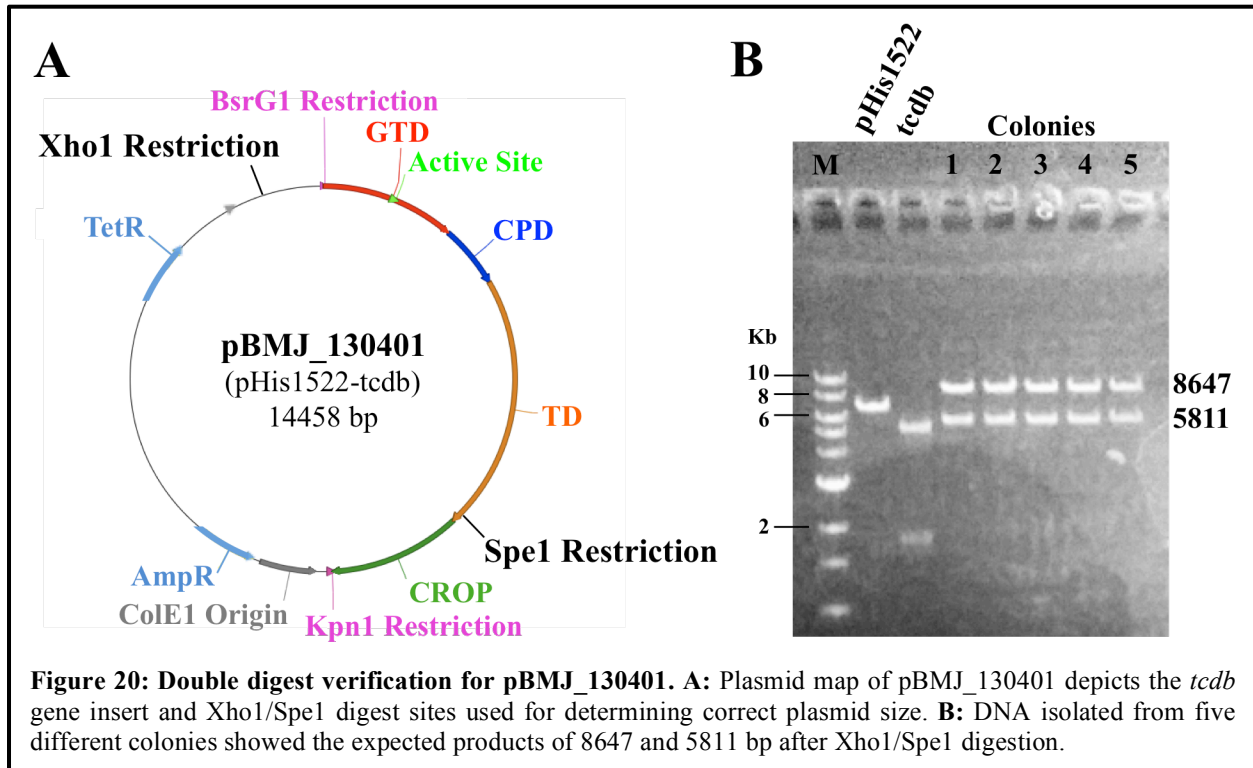 A
BsrG1 Restriction
GTD
Xho1 Restriction
Active Site
TetR
CPD
pBMJ_130401
(pHis1522-tcdb)
14458 bp
TD
Spe1 Restriction
AmpR
CROP
ColE1 Origin
Kpn1 Restriction
B
pHis1522
tcdb
Colonies
M 1 2 3 4 5
Kb
10
8
6
2
8647
5811
Figure 20: Double digest verification for pBMJ_130401. A: Plasmid map of pBMJ_130401 depicts the tcdb
gene insert and Xho1/Spe1 digest sites used for determining correct plasmid size. B: DNA isolated from five
different colonies showed the expected products of 8647 and 5811 bp after Xho1/Spe1 digestion.